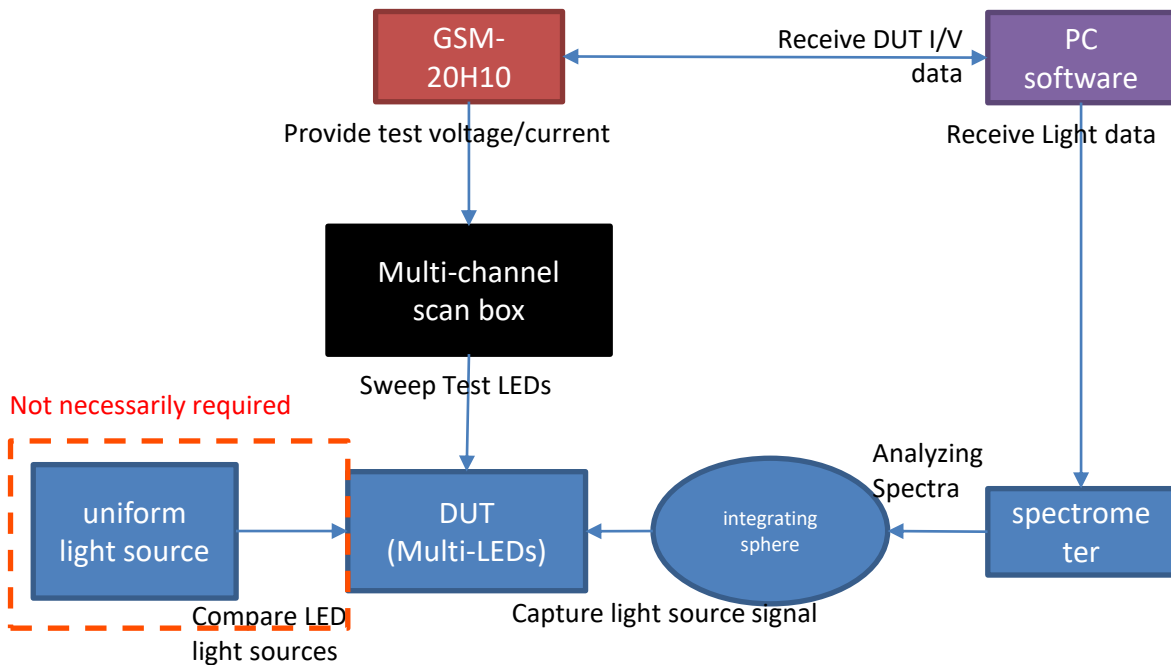 GSM-
20H10
Receive DUT I/V
data
PC
software
Provide test voltage/current
Receive Light data
Multi-channel
scan box
Sweep Test LEDs
Not necessarily required
uniform
light source
DUT
(Multi-LEDs)
integrating
sphere
Analyzing
Spectra
spectrome
ter
Compare LED
light sources
Capture light source signal